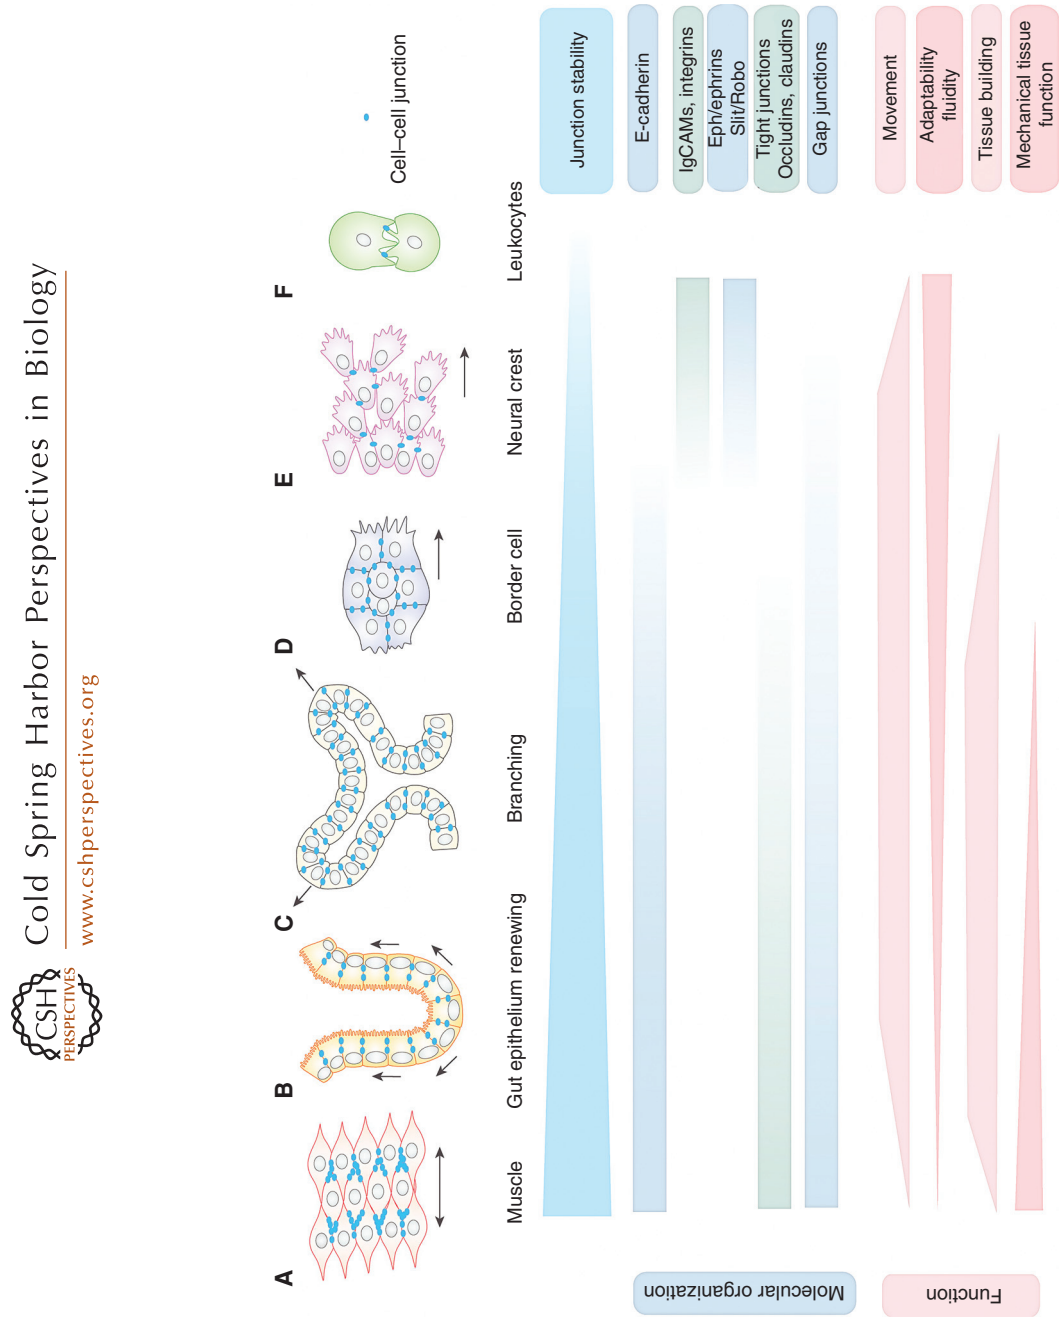 CSH
PERSPECTIVES
Cold Spring Harbor Perspectives in Biology
www.cshperspectives.org
A
B
C
D
E
F
Cell–cell junction
Muscle
Gut epithelium renewing
Branching
Border cell
Neural crest
Leukocytes
Junction stability
Molecular organization
E-cadherin
IgCAMs, integrins
Eph/ephrins
Slit/Robo
Tight junctions
Occludins, claudins
Gap junctions
Function
Movement
Adaptability
fluidity
Tissue building
Mechanical tissue
function